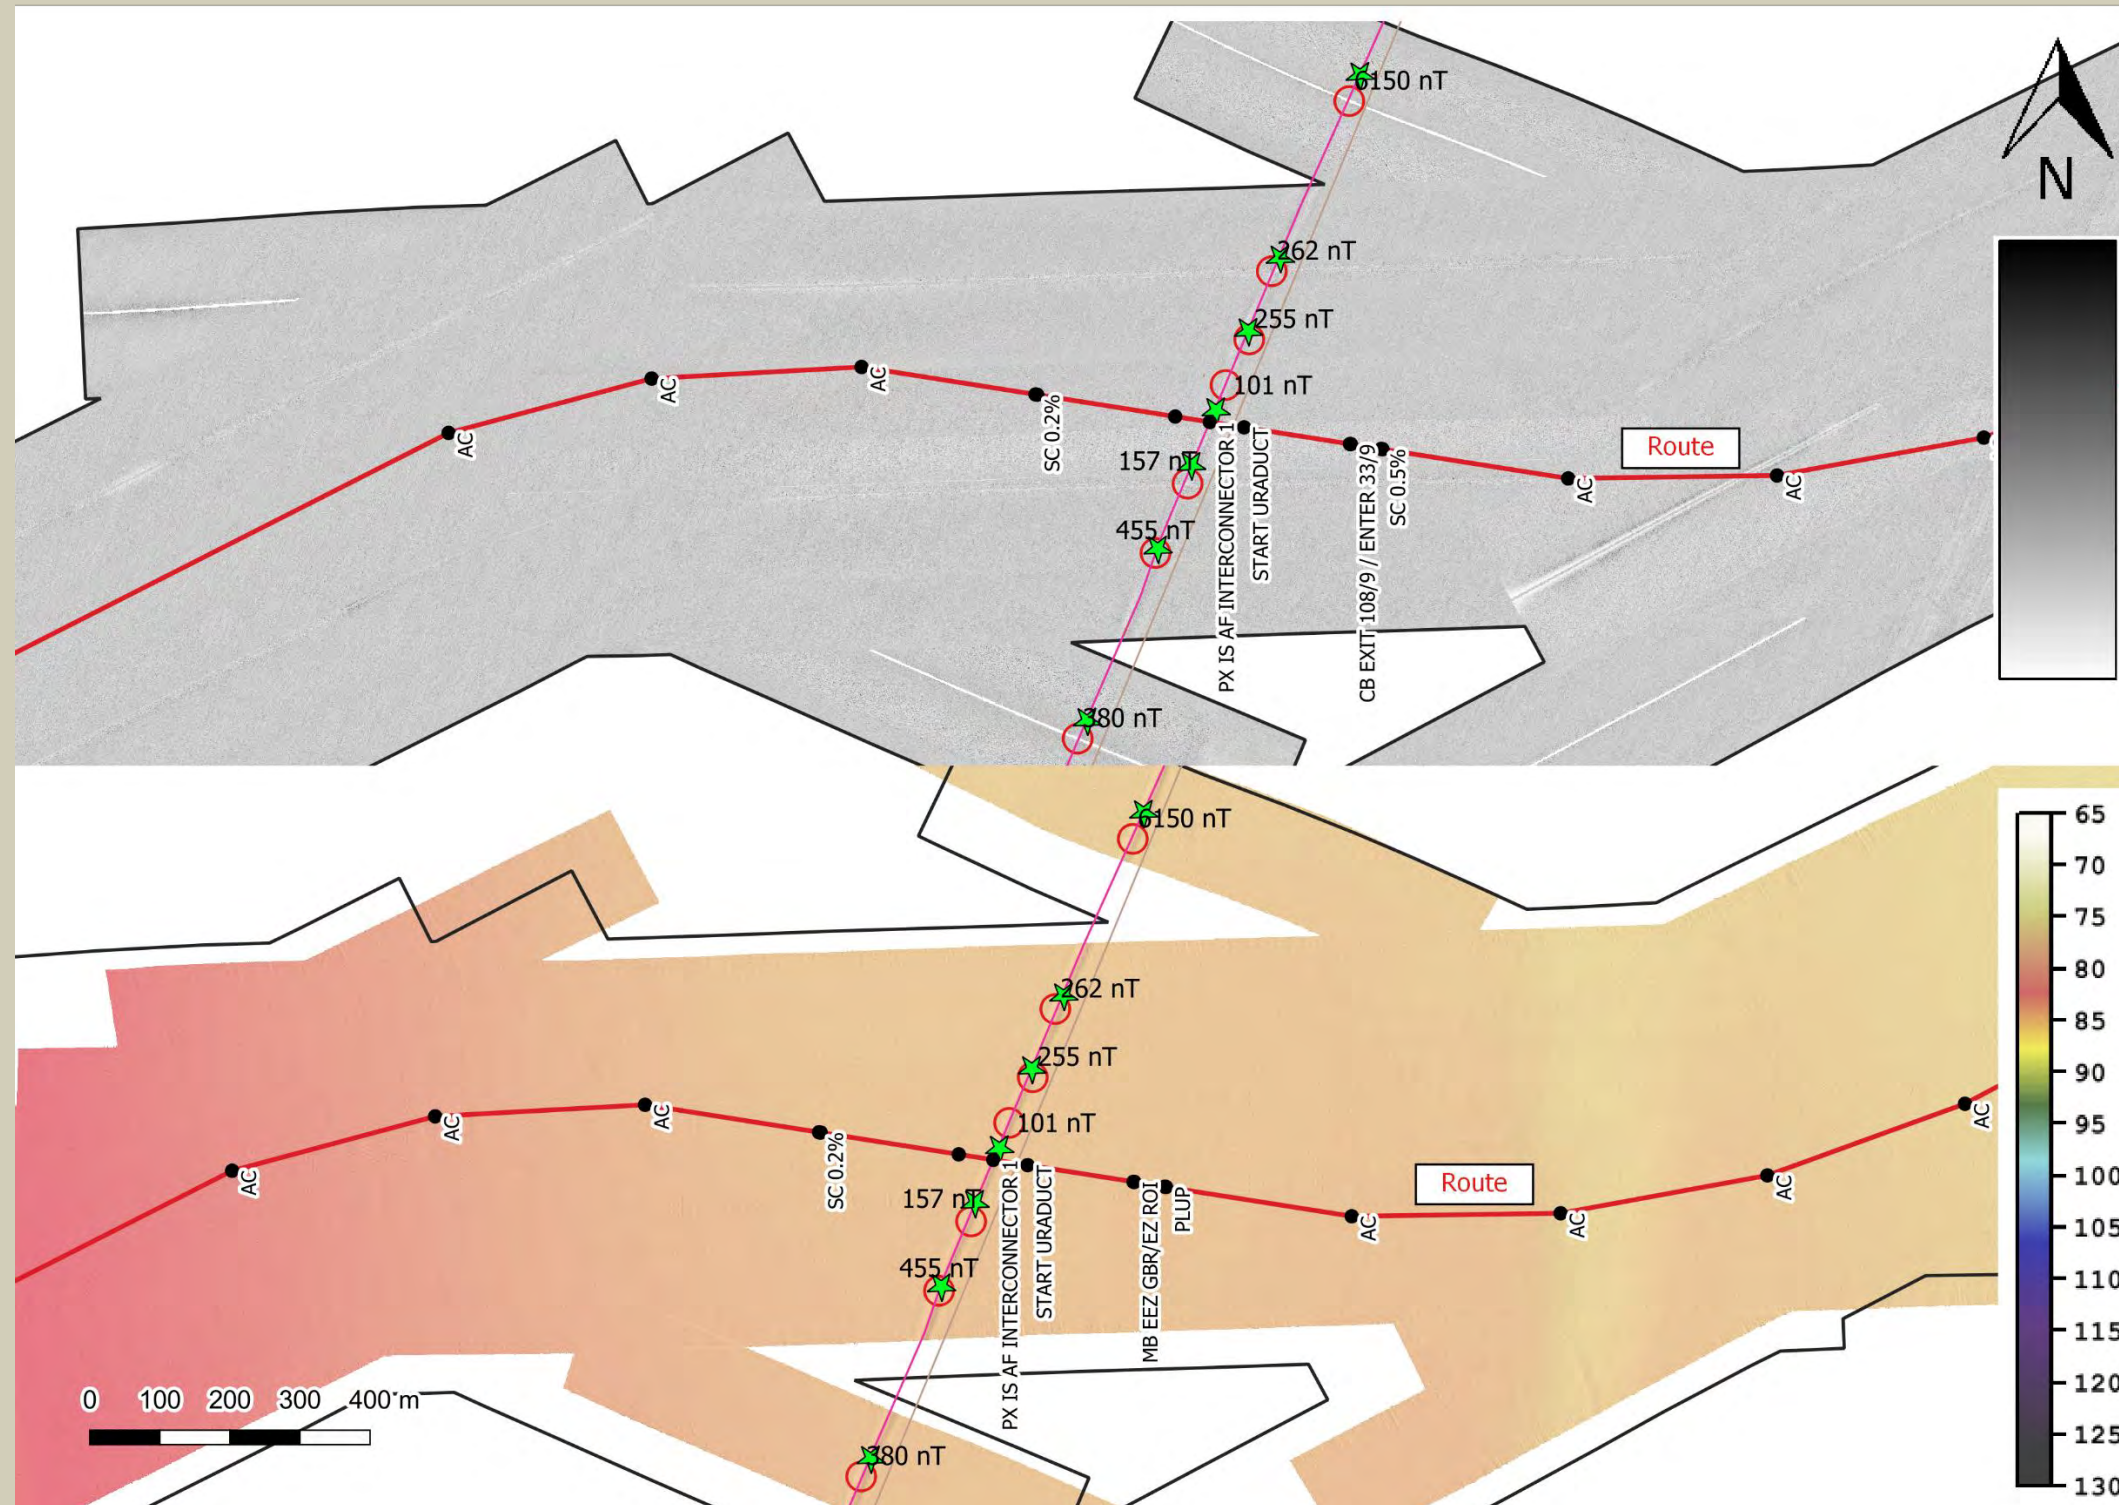 6150 nT
N
262 nT
255 nT
AC
AC
101 nT
SC 0.2%
AC
157 nT
PX IS AF INTERCONNECTOR 1
START URADUCT
CB EXIT 108/9 / ENTER 33/9
SC 0.5%
Route
AC
AC
455 nT
380 nT
6150 nT
65
70
75
80
85
90
95
100
105
110
115
120
125
130
262 nT
255 nT
AC
AC
101 nT
AC
SC 0.2%
AC
157 nT
PX IS AF INTERCONNECTOR 1
START URADUCT
MB EEZ GBR/EZ ROI
PLUP
Route
AC
AC
AC
455 nT
0 100 200 300 400 m
380 nT